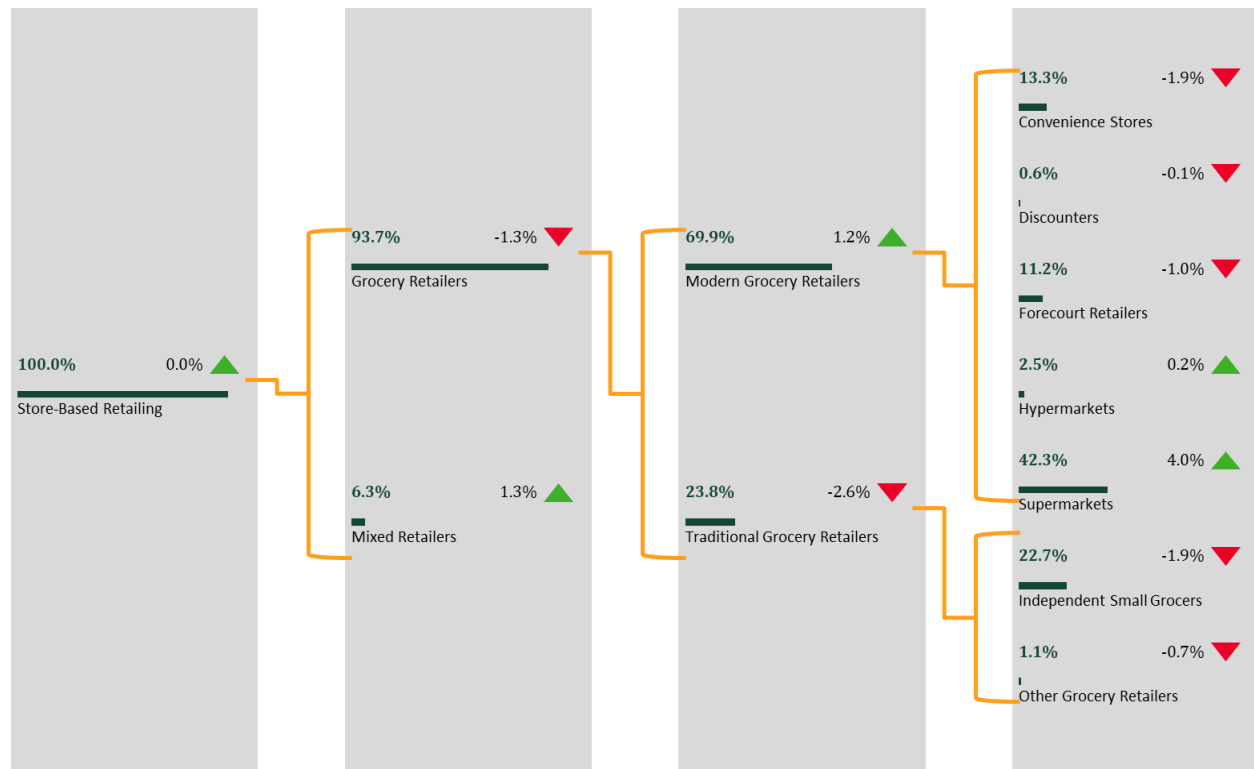 100.0% 0.0%
Store-Based Retailing
93.7% -1.3%
Grocery Retailers
6.3% 1.3%
Mixed Retailers
69.9% 1.2%
Modern Grocery Retailers
23.8% -2.6%
Traditional Grocery Retailers
13.3% -1.9%
Convenience Stores
0.6% -0.1%
Discounters
11.2% -1.0%
Forecourt Retailers
2.5% 0.2%
Hypermarkets
42.3% 4.0%
Supermarkets
22.7% -1.9%
Independent Small Grocers
1.1% -0.7%
Other Grocery Retailers